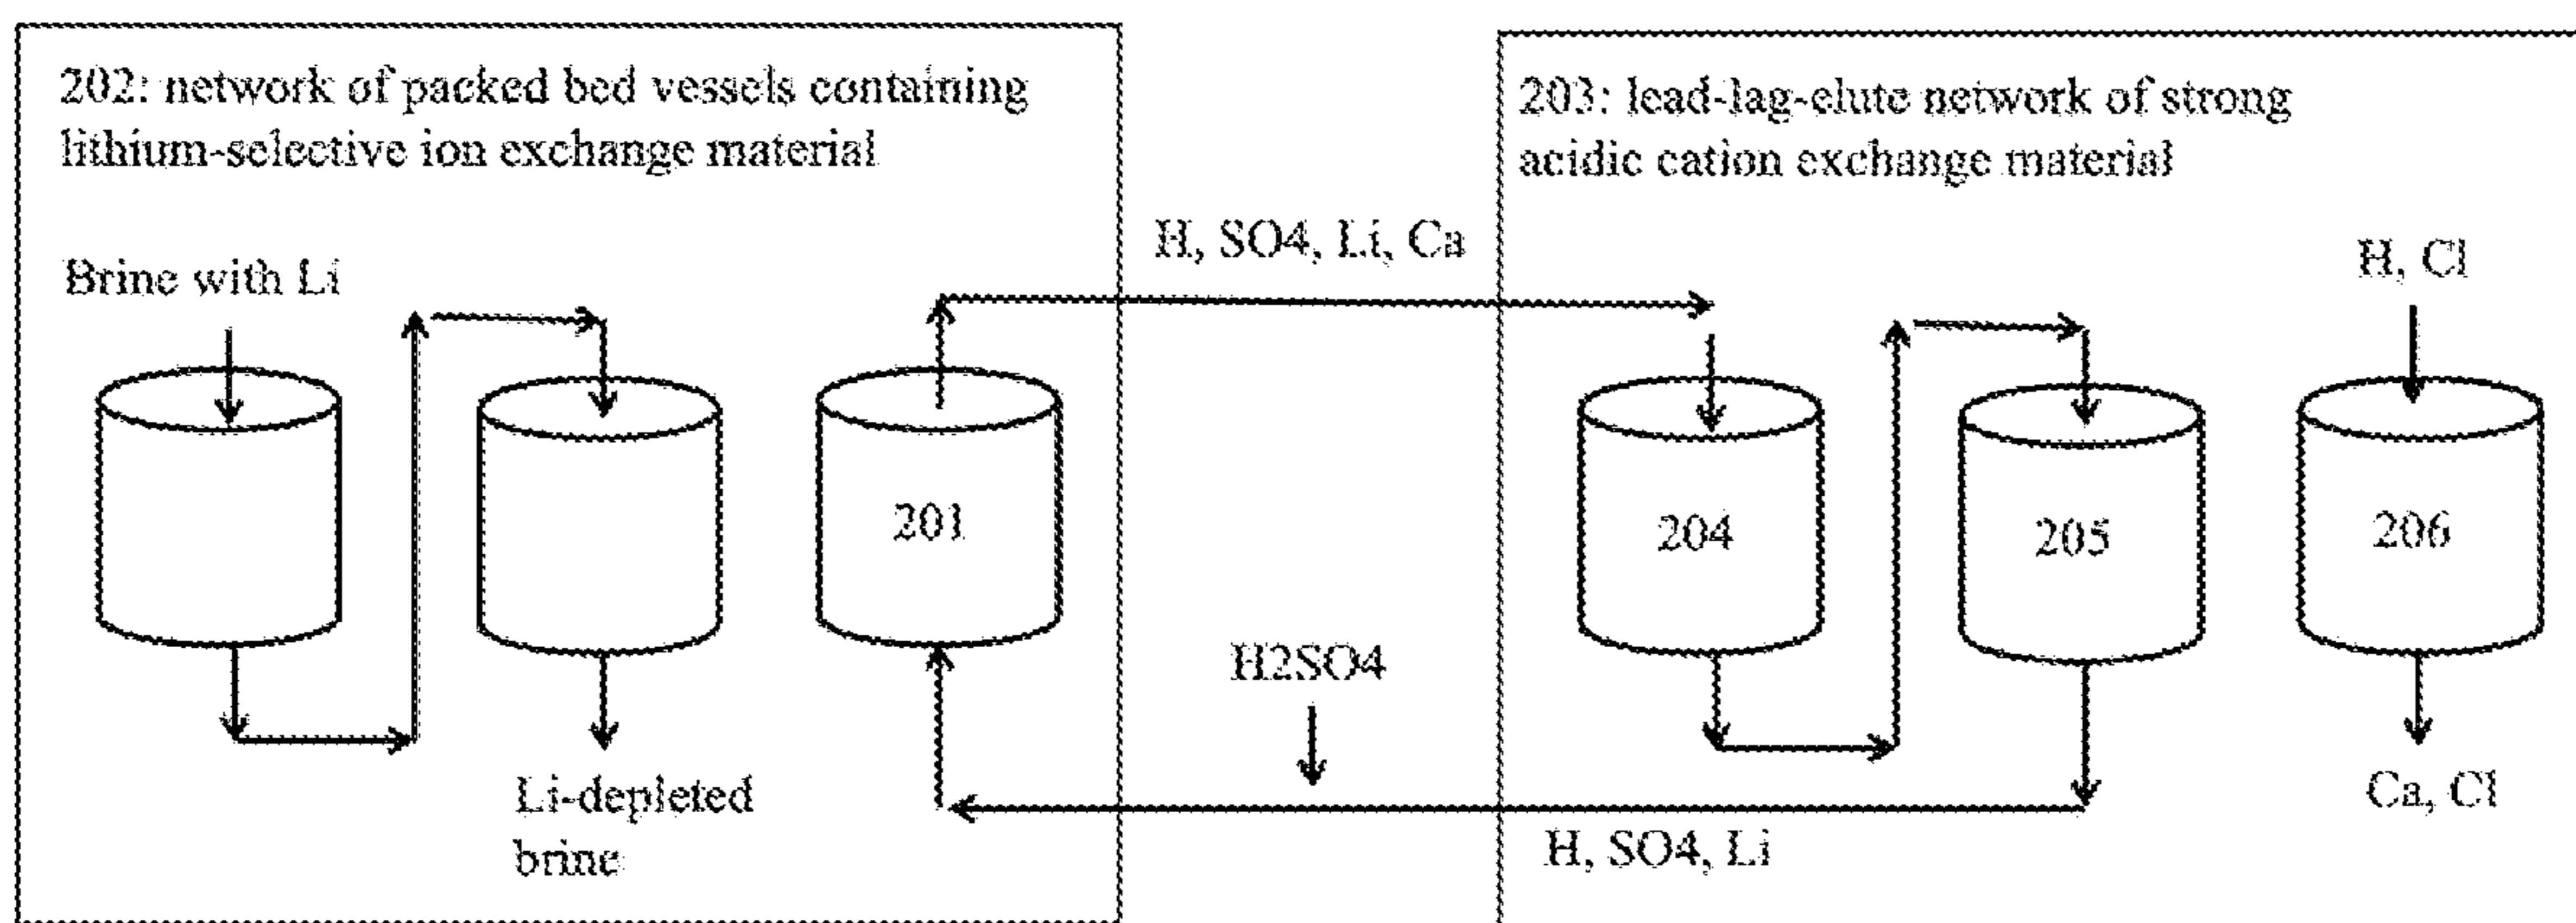 202: network of packed bed vessels containing
lithium-selective ion exchange material
203: lead-lag-elute network of strong
acidic cation exchange material
H, SO4, Li, Ca
H, Cl
Brine with Li
201
204
205
206
H2SO4
Li-depleted
brine
Ca, Cl
H, SO4, Li